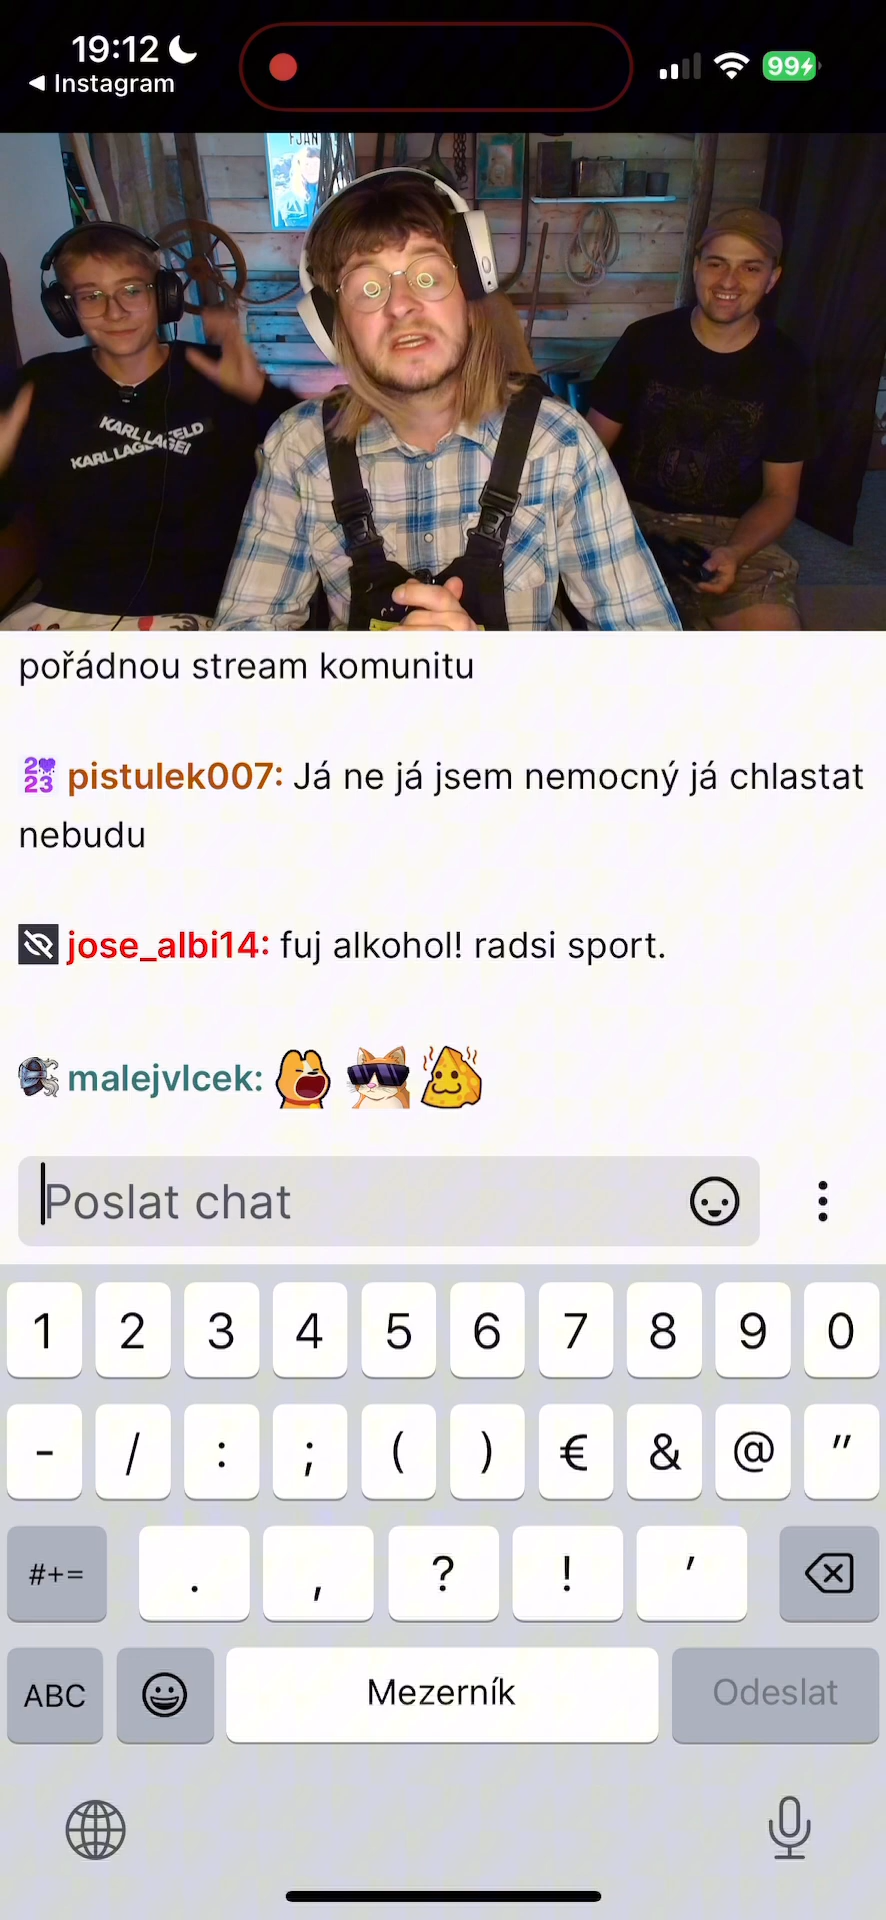 19:12
◀ Instagram
99
FJAN
KARL LAGERFELD
KARL LAGERFEL
pořádnou stream komunitu
pistulek007: Já ne já jsem nemocný já chlastat
nebudu
jose_albi14: fuj alkohol! radsi sport.
malejvlcek:
Poslat chat
1 2 3 4 5 6 7 8 9 0
- / : ; ( ) € & @ "
#+= . , ? ! '
ABC Mezerník Odeslat